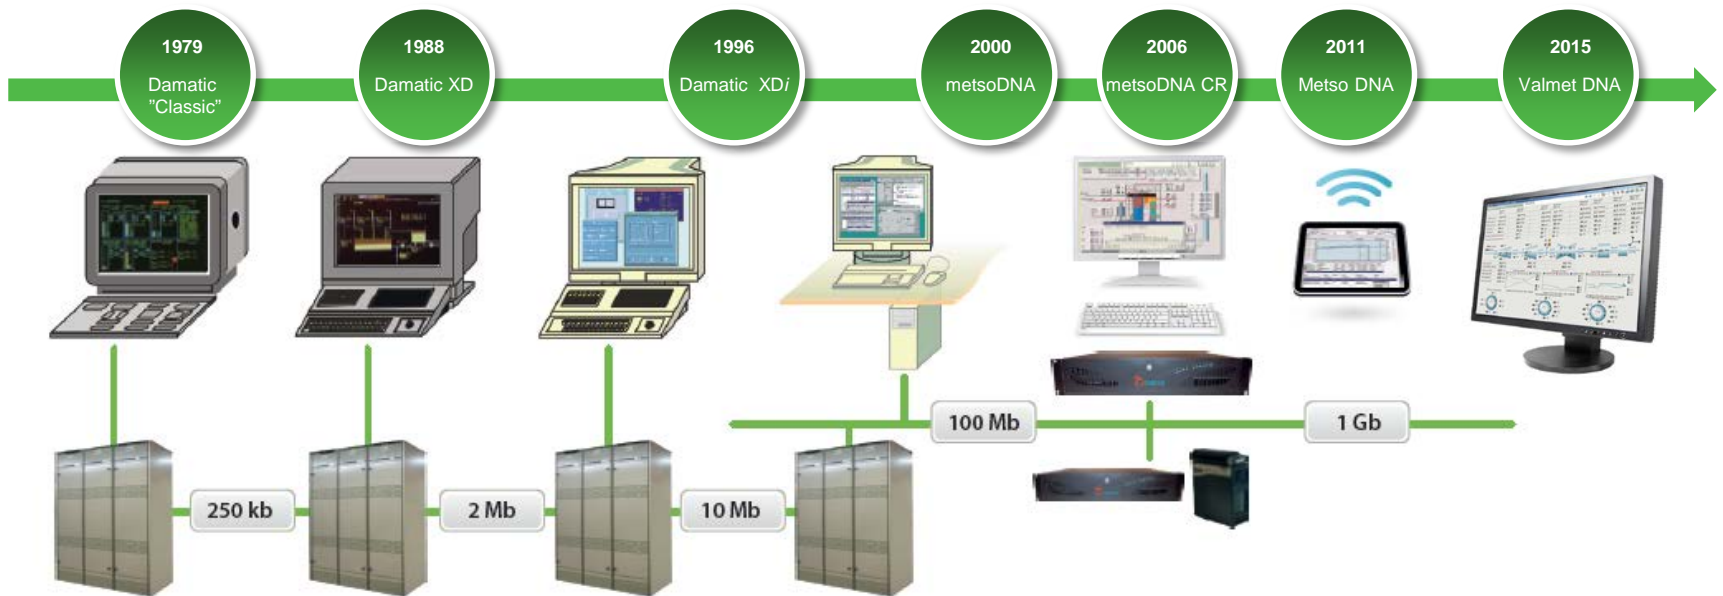 1979
Damatic
"Classic"
1988
Damatic XD
1996
Damatic XDi
2000
metsoDNA
2006
metsoDNA CR
2011
Metso DNA
2015
Valmet DNA
100 Mb
1 Gb
250 kb
2 Mb
10 Mb